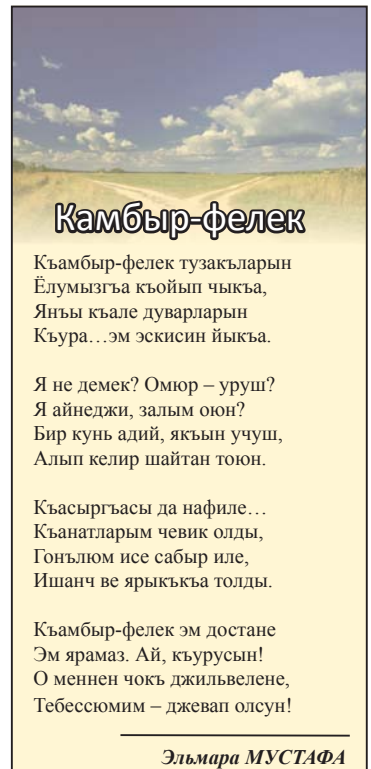 Камбыр-фелек
Къамбыр-фелек тузакъларын
Ёлумызгъа къойып чыкъа,
Янъы къале дуварларын
Къура…эм эскисин йыкъа.
Я не демек? Омюр – уруш?
Я айнеджи, залым оюн?
Бир кунь адий, якъын учуш,
Алып келир шайтан тоюн.
Къасыргъасы да нафиле…
Къанатларым чевик олды,
Гонълюм исе сабыр иле,
Ишанч ве ярыкъкъа толды.
Къамбыр-фелек эм достане
Эм ярамаз. Ай, къурусын!
О меннен чокъ джильвелене,
Тебессюмим – джевап олсун!
Эльмара МУСТАФА